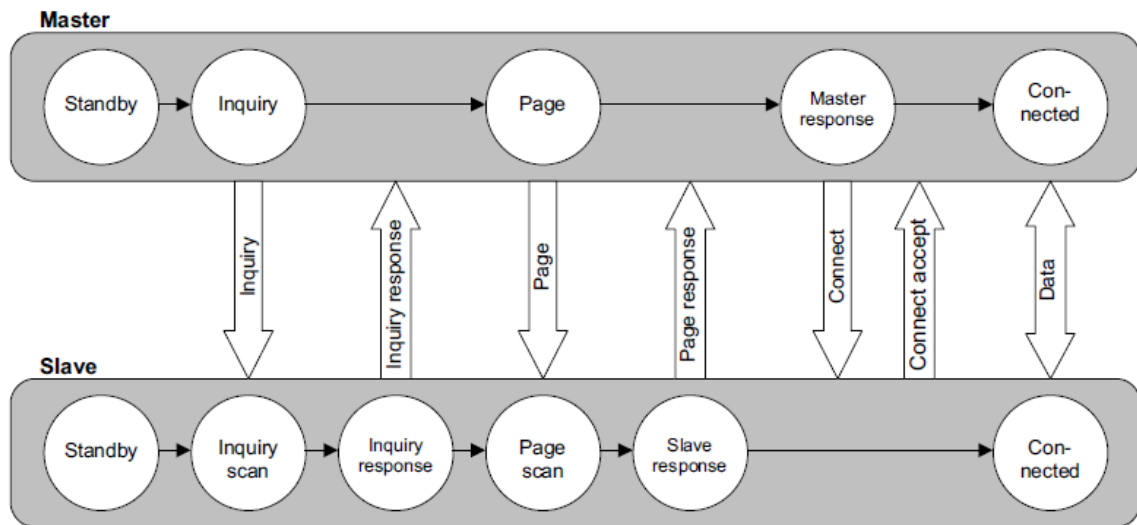 Master
Standby
Inquiry
Page
Master
response
Con-
nected
Inquiry
Inquiry response
Page
Page response
Connect
Connect accept
Data
Slave
Standby
Inquiry
scan
Inquiry
response
Page
scan
Slave
response
Con-
nected